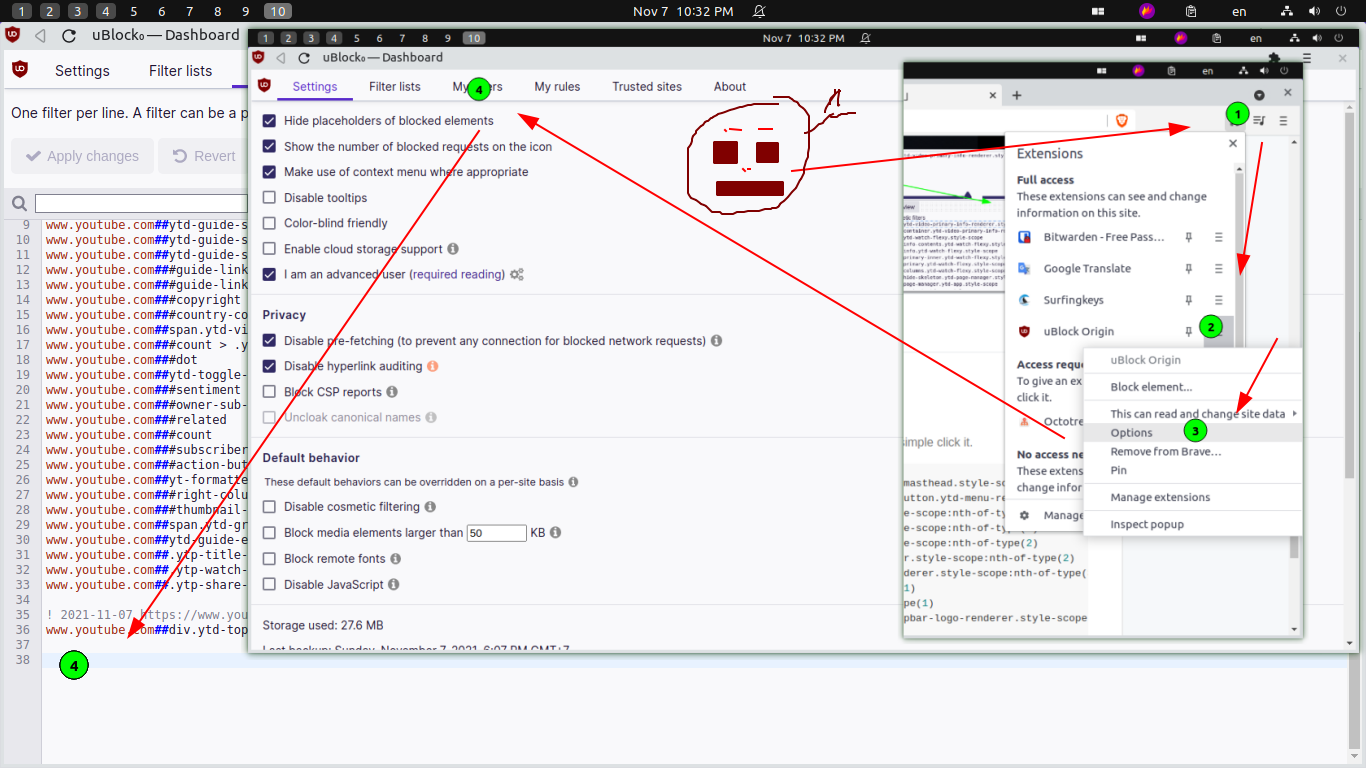 1 2 3 4 5 6 7 8 9 10 Nov 7 10:32 PM en
uBlock₀ — Dashboard
Settings Filter lists
One filter per line. A filter can be a p
Apply changes Revert
9 www.youtube.com##ytd-guide-s
10 www.youtube.com##ytd-guide-s
11 www.youtube.com##ytd-guide-s
12 www.youtube.com###guide-link
13 www.youtube.com###guide-link
14 www.youtube.com###copyright
15 www.youtube.com###country-co
16 www.youtube.com##span.ytd-vi
17 www.youtube.com###count > .y
18 www.youtube.com###dot
19 www.youtube.com##ytd-toggle-
20 www.youtube.com###sentiment
21 www.youtube.com###owner-sub-
22 www.youtube.com###related
23 www.youtube.com###count
24 www.youtube.com###subscriber
25 www.youtube.com###action-but
26 www.youtube.com##yt-formatte
27 www.youtube.com###right-colu
28 www.youtube.com###thumbnail-
29 www.youtube.com##span.ytd-gr
30 www.youtube.com##ytd-guide-e
31 www.youtube.com##.ytp-title-
32 www.youtube.com##.ytp-watch-
33 www.youtube.com##.ytp-share-
34
35 ! 2021-11-07 https://www.you
36 www.youtube.com##div.ytd-top
37
38
4
1 2 3 4 5 6 7 8 9 10 Nov 7 10:32 PM en
uBlock₀ — Dashboard
Settings Filter lists 4 My rules Trusted sites About
Hide placeholders of blocked elements
Show the number of blocked requests on the icon
Make use of context menu where appropriate
Disable tooltips
Color-blind friendly
Enable cloud storage support
I am an advanced user (required reading)
Privacy
Disable pre-fetching (to prevent any connection for blocked network requests)
Disable hyperlink auditing
Block CSP reports
Uncloak canonical names
Default behavior
These default behaviors can be overridden on a per-site basis
Disable cosmetic filtering
Block media elements larger than 50 KB
Block remote fonts
Disable JavaScript
Storage used: 27.6 MB
Last backup: Sunday, November 7, 2021, 6:07 PM GMT+7
en
1
Extensions
Full access
These extensions can see and change
information on this site.
Bitwarden - Free Pass...
Google Translate
Surfingkeys
uBlock Origin 2
Access reque
To give an ex
click it.
Octotre
No access ne
These extens
change infor
Manage
uBlock Origin
Block element...
This can read and change site data
Options 3
Remove from Brave...
Pin
Manage extensions
Inspect popup
simple click it.
masthead.style-sc
button.ytd-menu-re
e-scope:nth-of-typ
e-scope:nth-of-type(2)
r.style-scope:nth-of-type(2)
derer.style-scope:nth-of-type(
1)
pe(1)
pbar-logo-renderer.style-scope